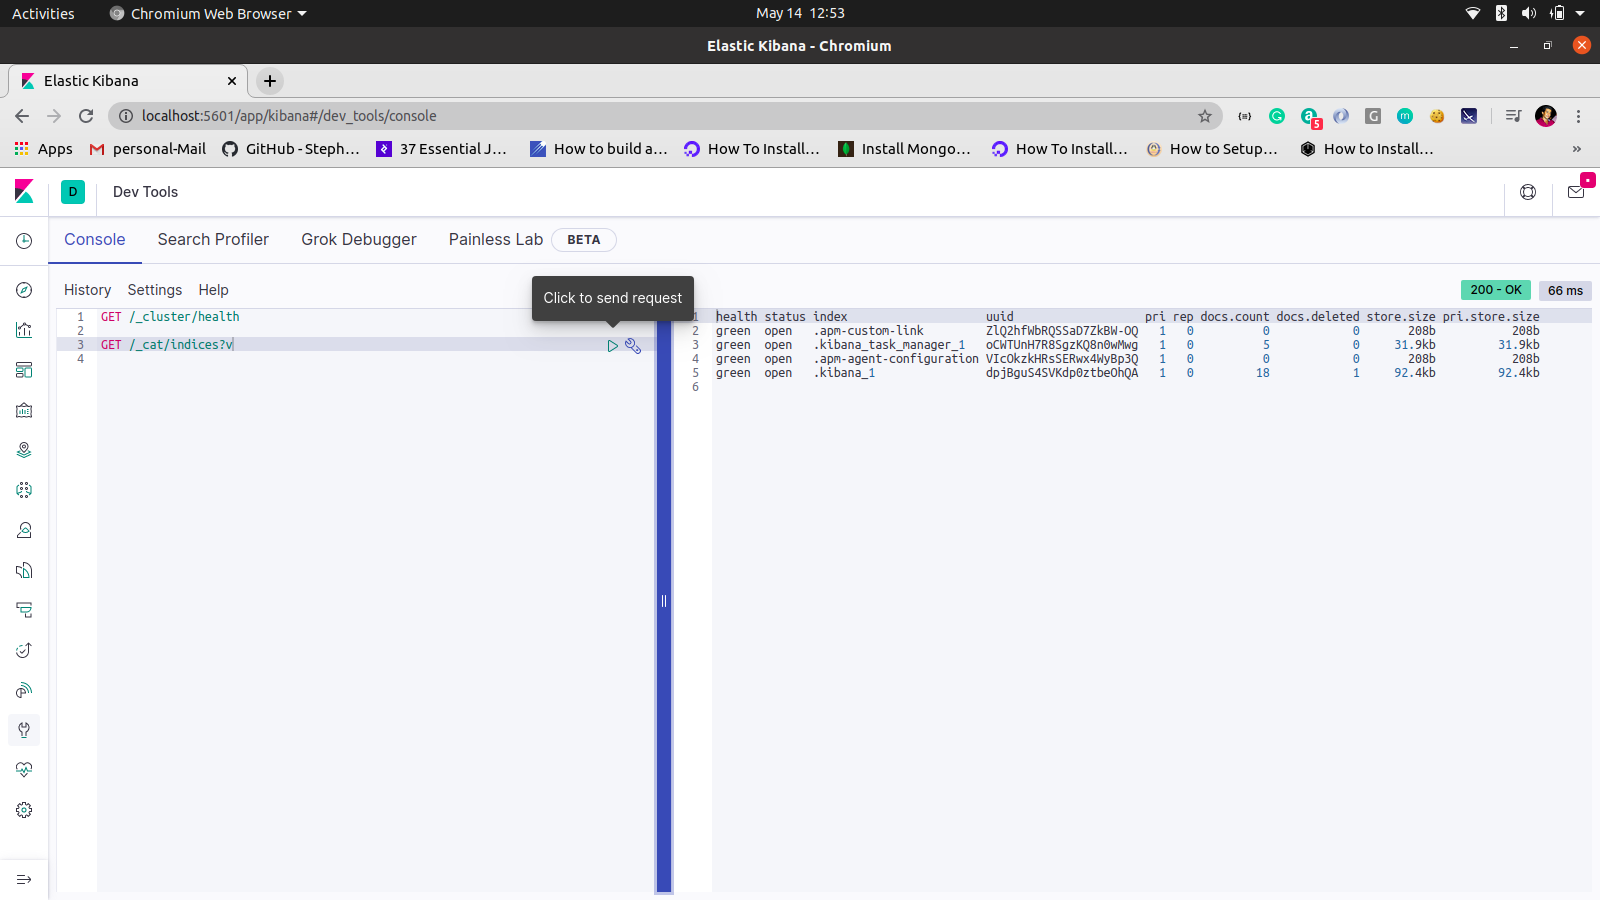 Activities Chromium Web Browser May 14 12:53
Elastic Kibana - Chromium
Elastic Kibana
localhost:5601/app/kibana#/dev_tools/console 5
Apps personal-Mail GitHub - Steph… 37 Essential J… How to build a… How To Install… Install Mongo… How To Install… How to Setup… How to Install… »
D Dev Tools
Console Search Profiler Grok Debugger Painless Lab BETA
History Settings Help
Click to send request
200 - OK 66 ms
1 GET /_cluster/health
2
3 GET /_cat/indices?v
4
1 health status index uuid pri rep docs.count docs.deleted store.size pri.store.size
2 green open .apm-custom-link ZlQ2hfWbRQSSaD7ZkBW-OQ 1 0 0 0 208b 208b
3 green open .kibana_task_manager_1 oCWTUnH7R8SgzKQ8n0wMwg 1 0 5 0 31.9kb 31.9kb
4 green open .apm-agent-configuration VIcOkzkHRsSERwx4WyBp3Q 1 0 0 0 208b 208b
5 green open .kibana_1 dpjBguS4SVKdp0ztbeOhQA 1 0 18 1 92.4kb 92.4kb
6